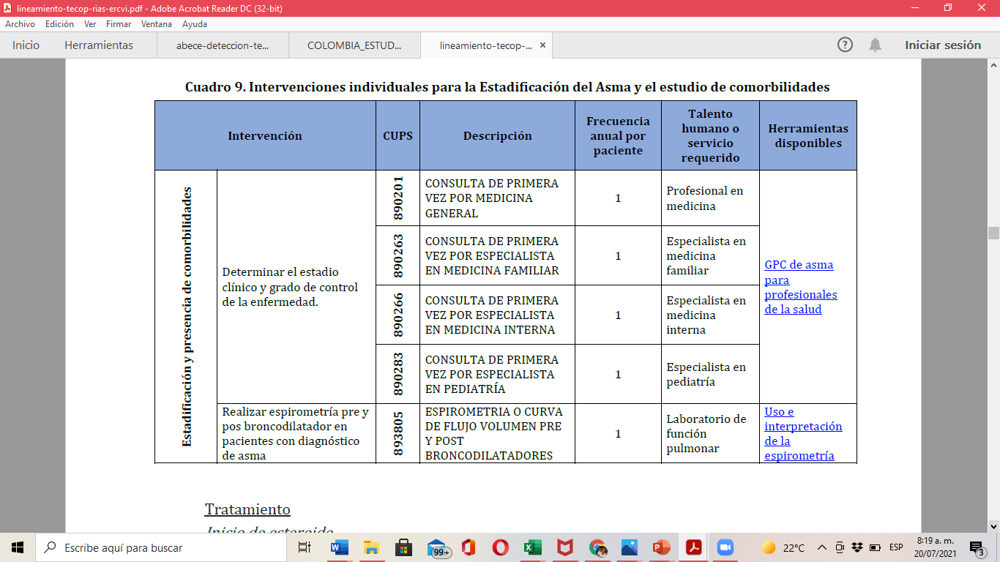 lineamiento-tecop-rias-ercvi.pdf - Adobe Acrobat Reader DC (32-bit)
Archivo Edición Ver Firmar Ventana Ayuda
Inicio Herramientas abece-deteccion-te... COLOMBIA_ESTUD... lineamiento-tecop-... × Iniciar sesión
Cuadro 9. Intervenciones individuales para la Estadificación del Asma y el estudio de comorbilidades
Intervención
CUPS
Descripción
Frecuencia
anual por
paciente
Talento
humano o
servicio
requerido
Herramientas
disponibles
Estadificación y presencia de comorbilidades
Determinar el estadio
clínico y grado de control
de la enfermedad.
890201
CONSULTA DE PRIMERA
VEZ POR MEDICINA
GENERAL
1
Profesional en
medicina
890263
CONSULTA DE PRIMERA
VEZ POR ESPECIALISTA
EN MEDICINA FAMILIAR
1
Especialista en
medicina
familiar
890266
CONSULTA DE PRIMERA
VEZ POR ESPECIALISTA
EN MEDICINA INTERNA
1
Especialista en
medicina
interna
890283
CONSULTA DE PRIMERA
VEZ POR ESPECIALISTA
EN PEDIATRÍA
1
Especialista en
pediatría
GPC de asma
para
profesionales
de la salud
Realizar espirometría pre y
pos broncodilatador en
pacientes con diagnóstico
de asma
893805
ESPIROMETRIA O CURVA
DE FLUJO VOLUMEN PRE
Y POST
BRONCODILATADORES
1
Laboratorio de
función
pulmonar
Uso e
interpretación
de la
espirometría
Tratamiento
Inicio de esteroide
Escribe aquí para buscar
99+
22°C
ESP
8:19 a. m.
20/07/2021
3